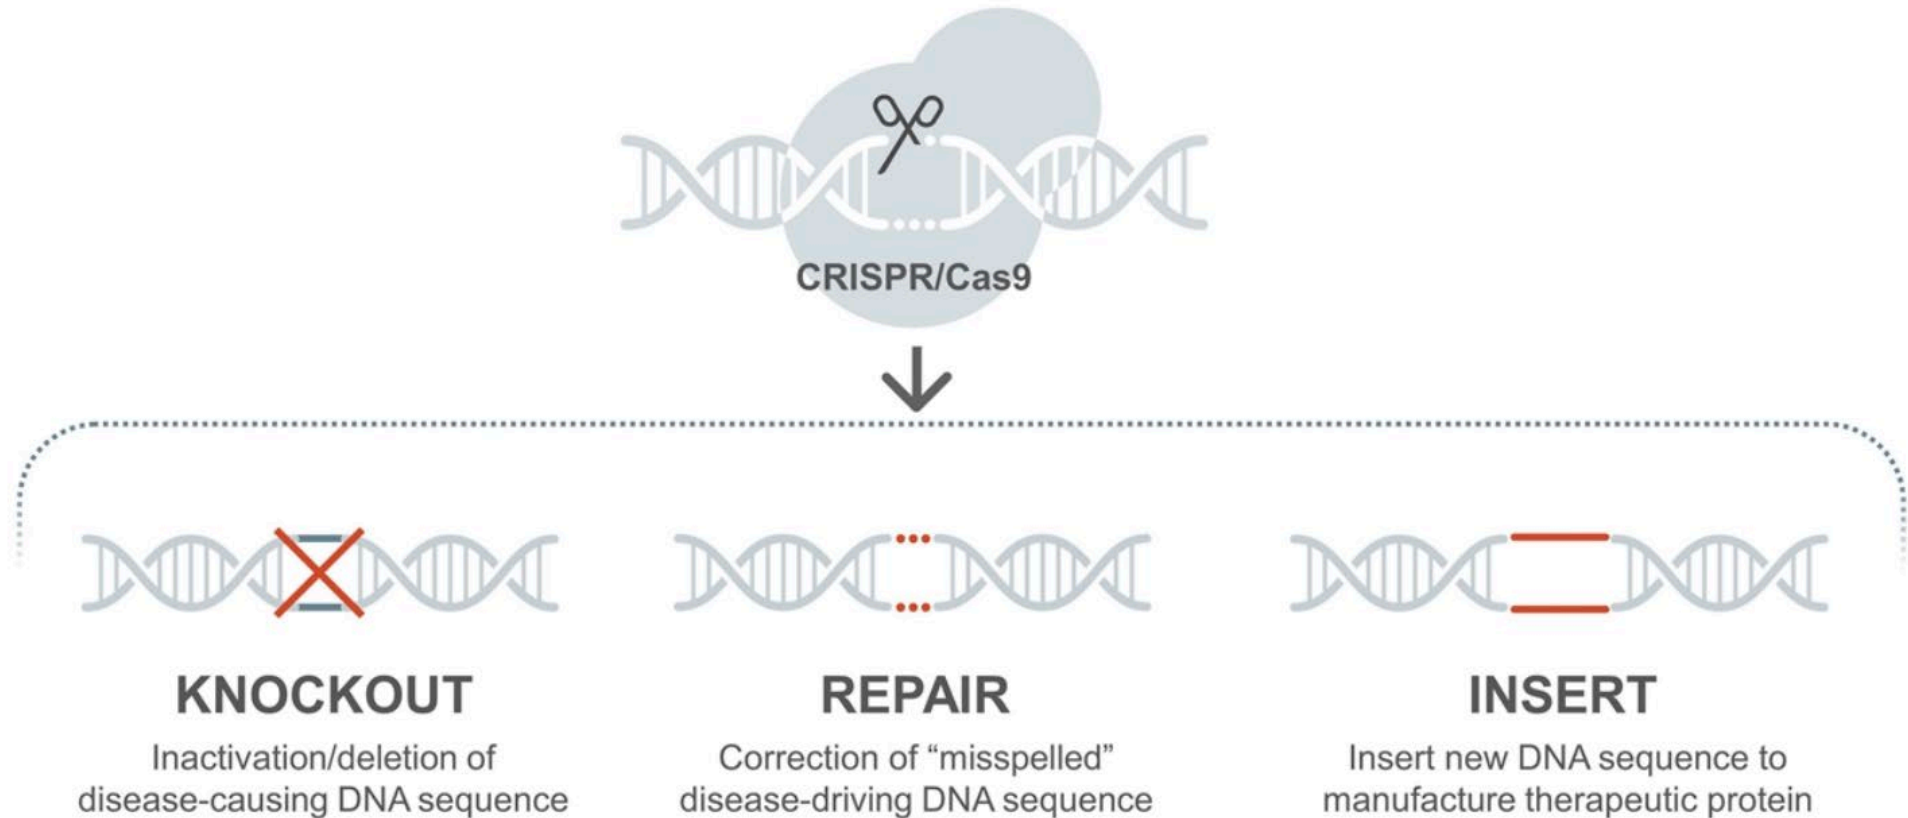 CRISPR/Cas9
KNOCKOUT
Inactivation/deletion of
disease-causing DNA sequence
REPAIR
Correction of “misspelled”
disease-driving DNA sequence
INSERT
Insert new DNA sequence to
manufacture therapeutic protein